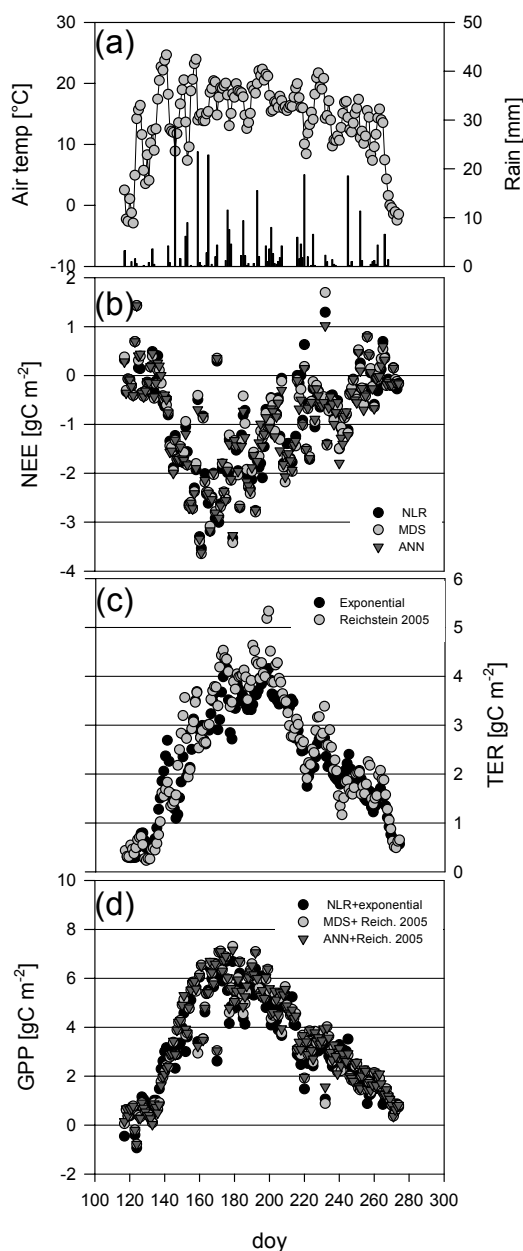 (a)
30
20
10
0
-10
Air temp [°C]
50
40
30
20
10
0
Rain [mm]
(b)
2
1
0
-1
-2
-3
-4
NEE [gC m-2]
NLR
MDS
ANN
(c)
Exponential
Reichstein 2005
6
5
4
3
2
1
0
TER [gC m-2]
(d)
NLR+exponential
MDS+ Reich. 2005
ANN+Reich. 2005
10
8
6
4
2
0
-2
GPP [gC m-2]
100 120 140 160 180 200 220 240 260 280 300
doy